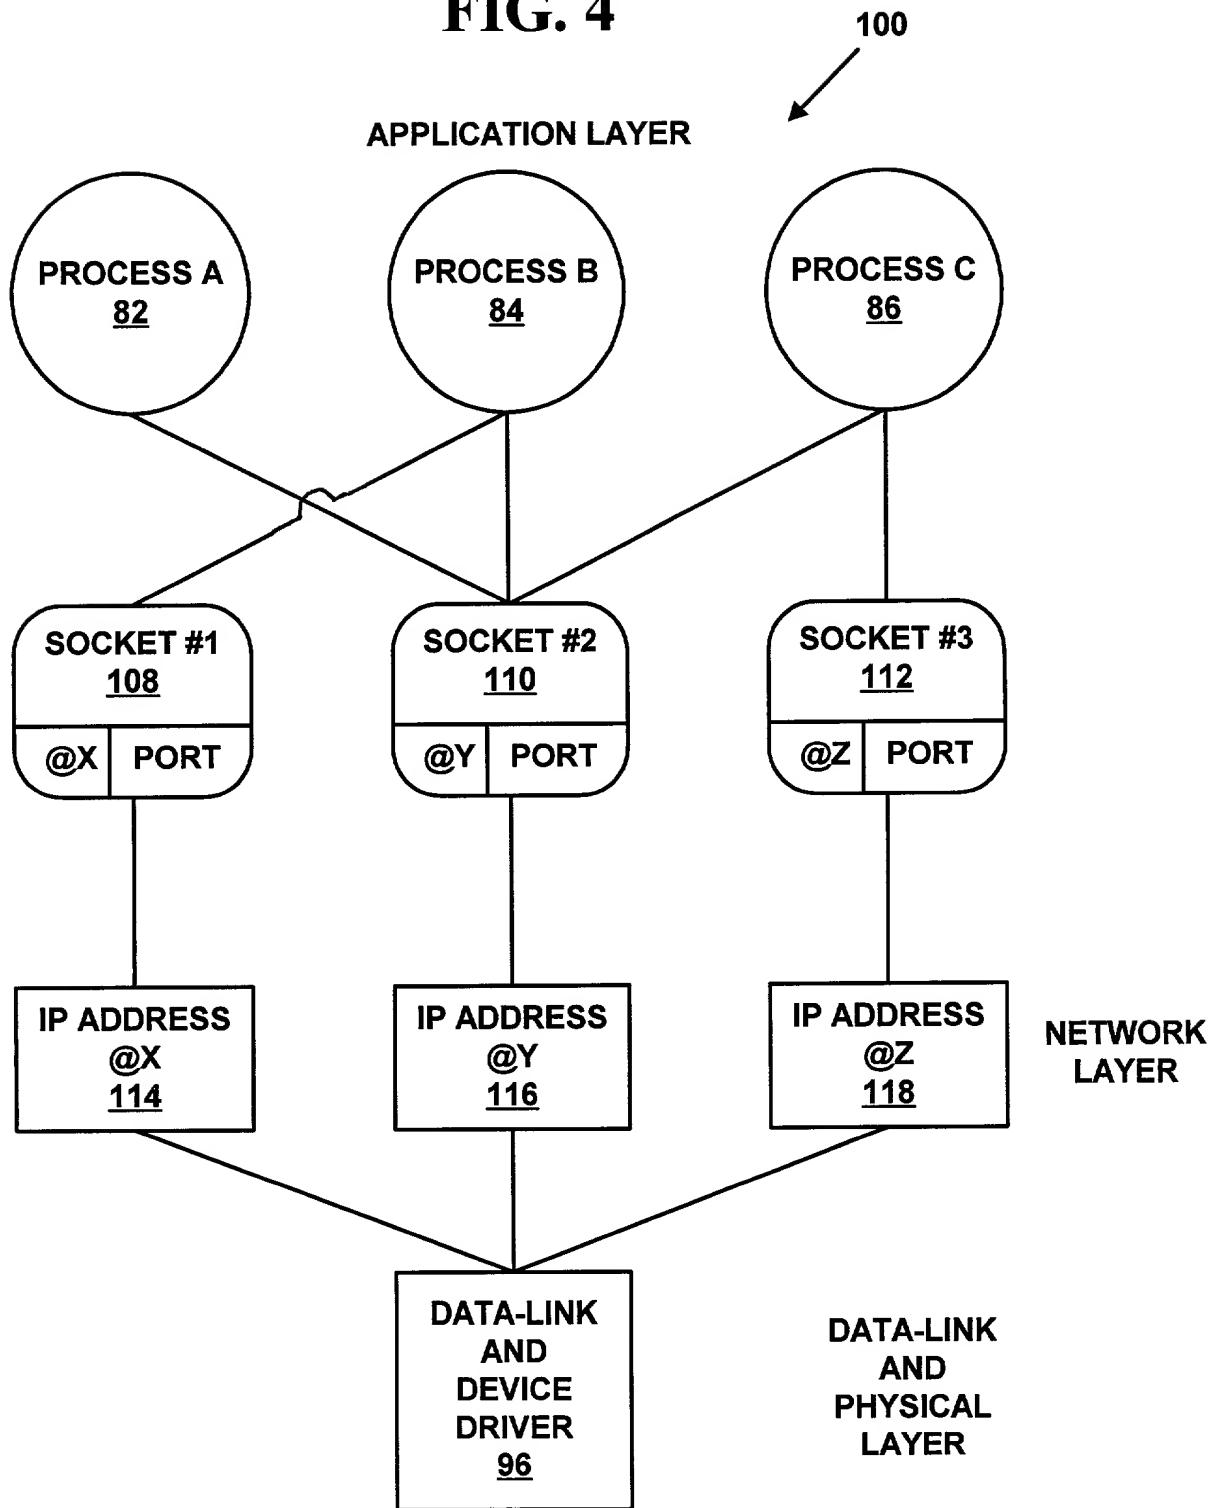 FIG. 4
100
APPLICATION LAYER
PROCESS A
82
PROCESS B
84
PROCESS C
86
SOCKET #1
108
@X
PORT
SOCKET #2
110
@Y
PORT
SOCKET #3
112
@Z
PORT
IP ADDRESS
@X
114
IP ADDRESS
@Y
116
IP ADDRESS
@Z
118
NETWORK
LAYER
DATA-LINK
AND
DEVICE
DRIVER
96
DATA-LINK
AND
PHYSICAL
LAYER